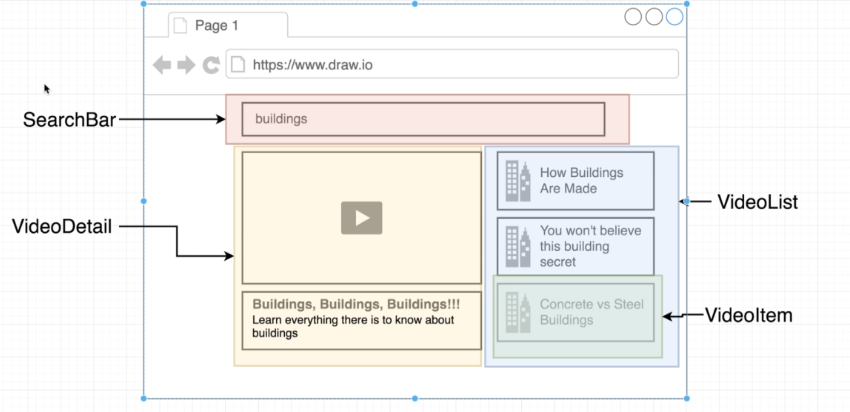 Page 1
https://www.draw.io
SearchBar
buildings
VideoDetail
Buildings, Buildings, Buildings!!!
Learn everything there is to know about
buildings
How Buildings
Are Made
You won't believe
this building
secret
Concrete vs Steel
Buildings
VideoList
VideoItem